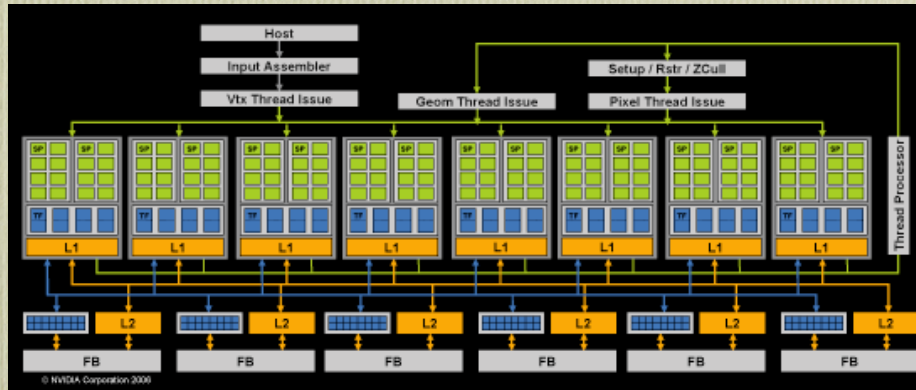 Host
Input Assembler
Setup / Rstr / ZCull
Vtx Thread Issue
Geom Thread Issue
Pixel Thread Issue
Thread Processor
SP SP SP SP SP SP SP SP SP SP SP SP SP SP SP SP
TF TF TF TF TF TF TF TF
L1 L1 L1 L1 L1 L1 L1 L1
L2 L2 L2 L2 L2 L2
FB FB FB FB FB FB
© NVIDIA Corporation 2006